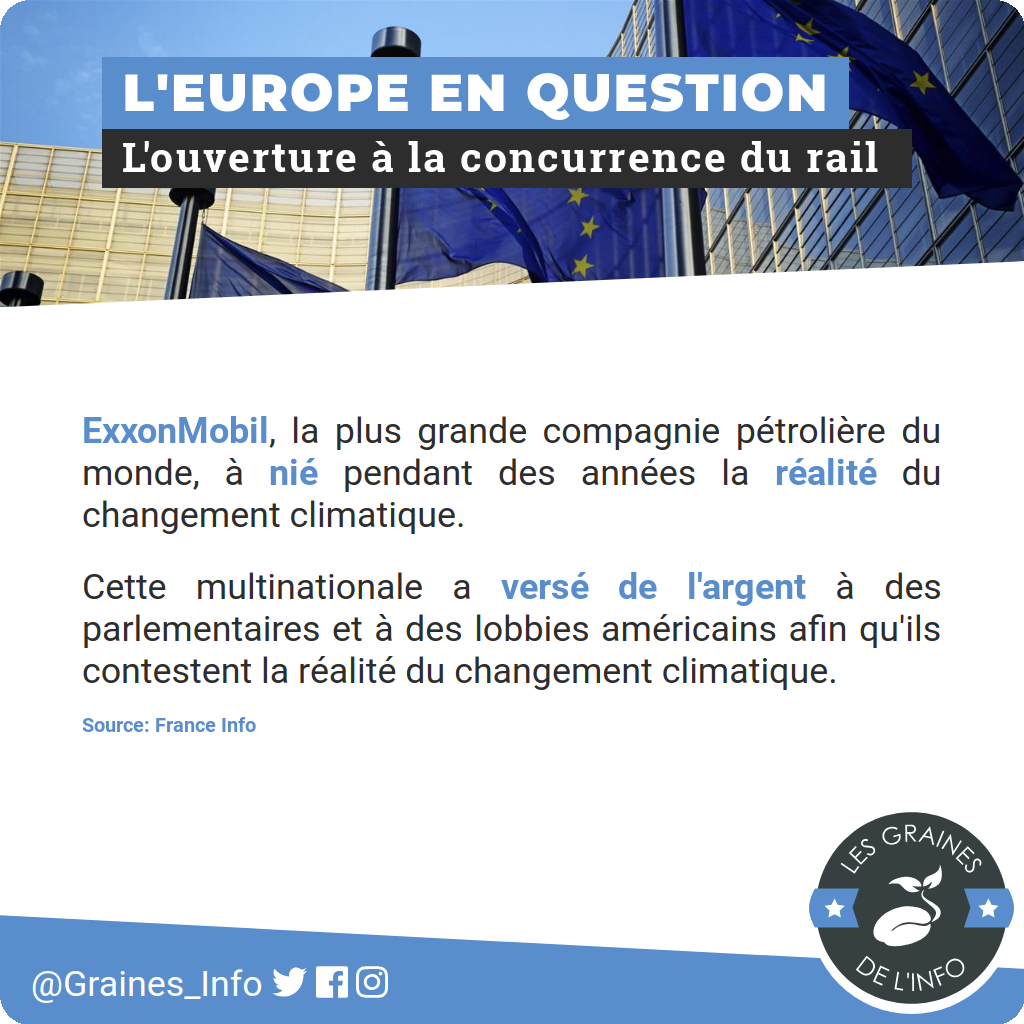 L'EUROPE EN QUESTION
L'ouverture à la concurrence du rail
ExxonMobil, la plus grande compagnie pétrolière du
monde, à nié pendant des années la réalité du
changement climatique.
Cette multinationale a versé de l'argent à des
parlementaires et à des lobbies américains afin qu'ils
contestent la réalité du changement climatique.
Source: France Info
LES GRAINES
DE L'INFO
@Graines_Info